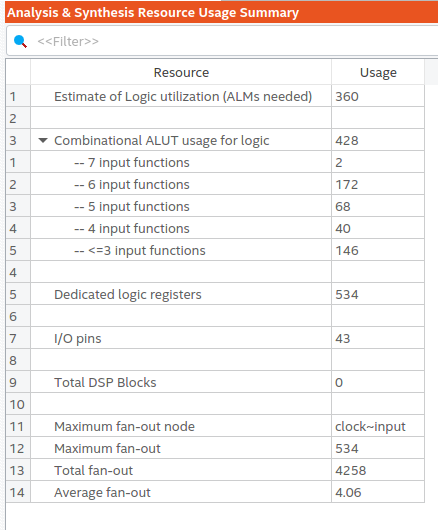 Analysis & Synthesis Resource Usage Summary
<<Filter>>
Resource Usage
1 Estimate of Logic utilization (ALMs needed) 360
2
3 Combinational ALUT usage for logic 428
1 -- 7 input functions 2
2 -- 6 input functions 172
3 -- 5 input functions 68
4 -- 4 input functions 40
5 -- <=3 input functions 146
4
5 Dedicated logic registers 534
6
7 I/O pins 43
8
9 Total DSP Blocks 0
10
11 Maximum fan-out node clock~input
12 Maximum fan-out 534
13 Total fan-out 4258
14 Average fan-out 4.06